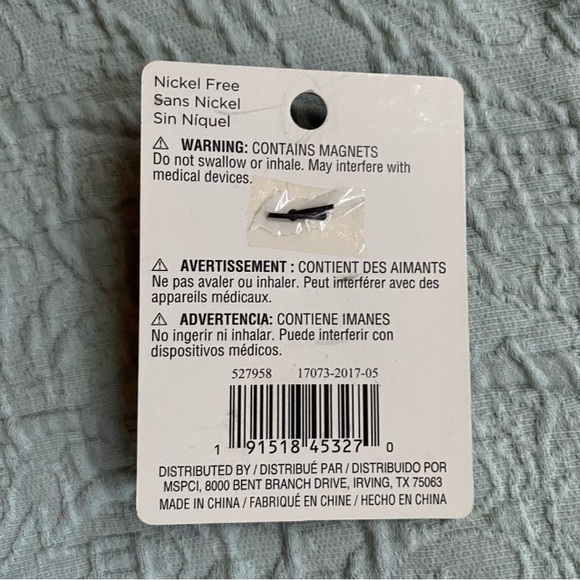 Nickel Free
Sans Nickel
Sin Níquel
⚠ WARNING: CONTAINS MAGNETS
Do not swallow or inhale. May interfere with
medical devices.
⚠ AVERTISSEMENT : CONTIENT DES AIMANTS
Ne pas avaler ou inhaler. Peut interférer avec des
appareils médicaux.
⚠ ADVERTENCIA: CONTIENE IMANES
No ingerir ni inhalar. Puede interferir con
dispositivos médicos.
527958 17073-2017-05
1 91518 45327 0
DISTRIBUTED BY / DISTRIBUÉ PAR / DISTRIBUIDO POR
MSPCI, 8000 BENT BRANCH DRIVE, IRVING, TX 75063
MADE IN CHINA / FABRIQUÉ EN CHINE / HECHO EN CHINA